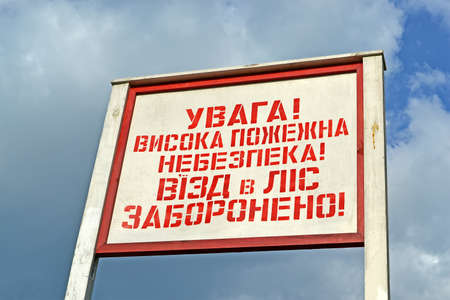 УВАГА!
ВИСОКА ПОЖЕЖНА
НЕБЕЗПЕКА!
ВЇЗД в ЛІС
ЗАБОРОНЕНО!